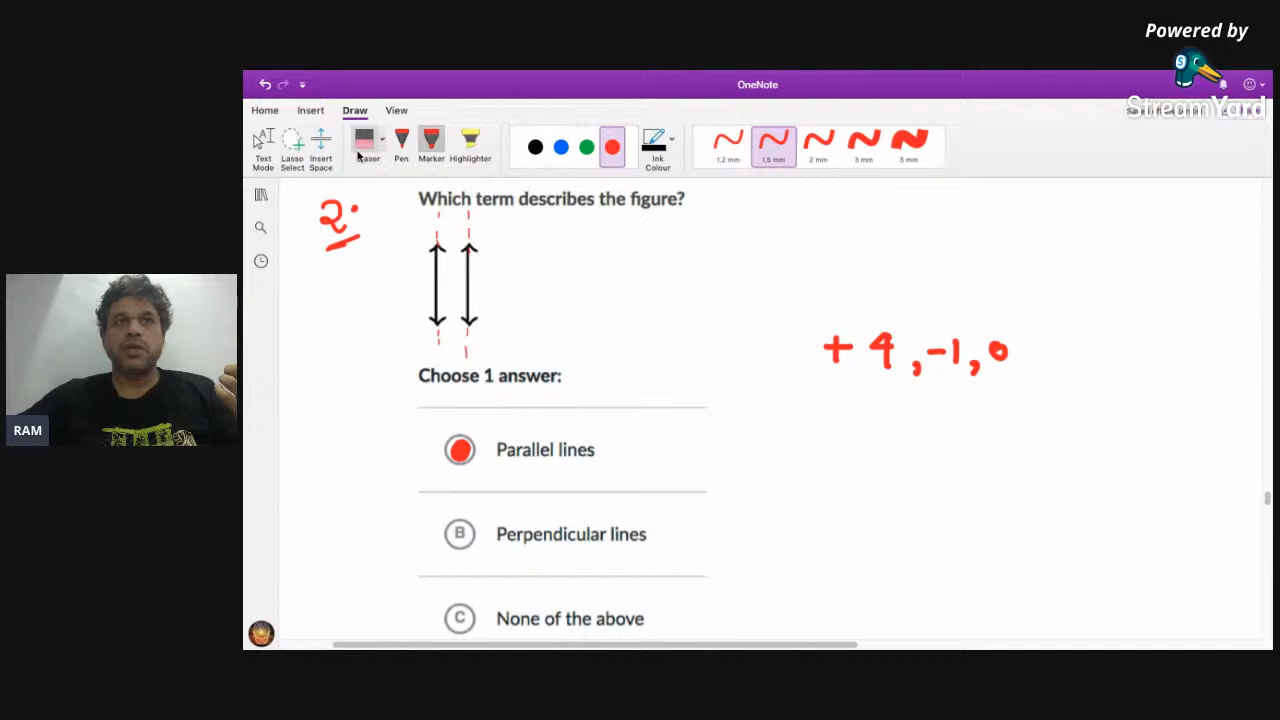 Powered by
StreamYard
OneNote
Home Insert Draw View
Text Mode
Lasso Select
Insert Space
Pen
Marker
Highlighter
Ink Colour
1.2 mm
1.5 mm
2 mm
3 mm
5 mm
2.
Which term describes the figure?
+4, -1, 0
Choose 1 answer:
Parallel lines
B Perpendicular lines
C None of the above
RAM